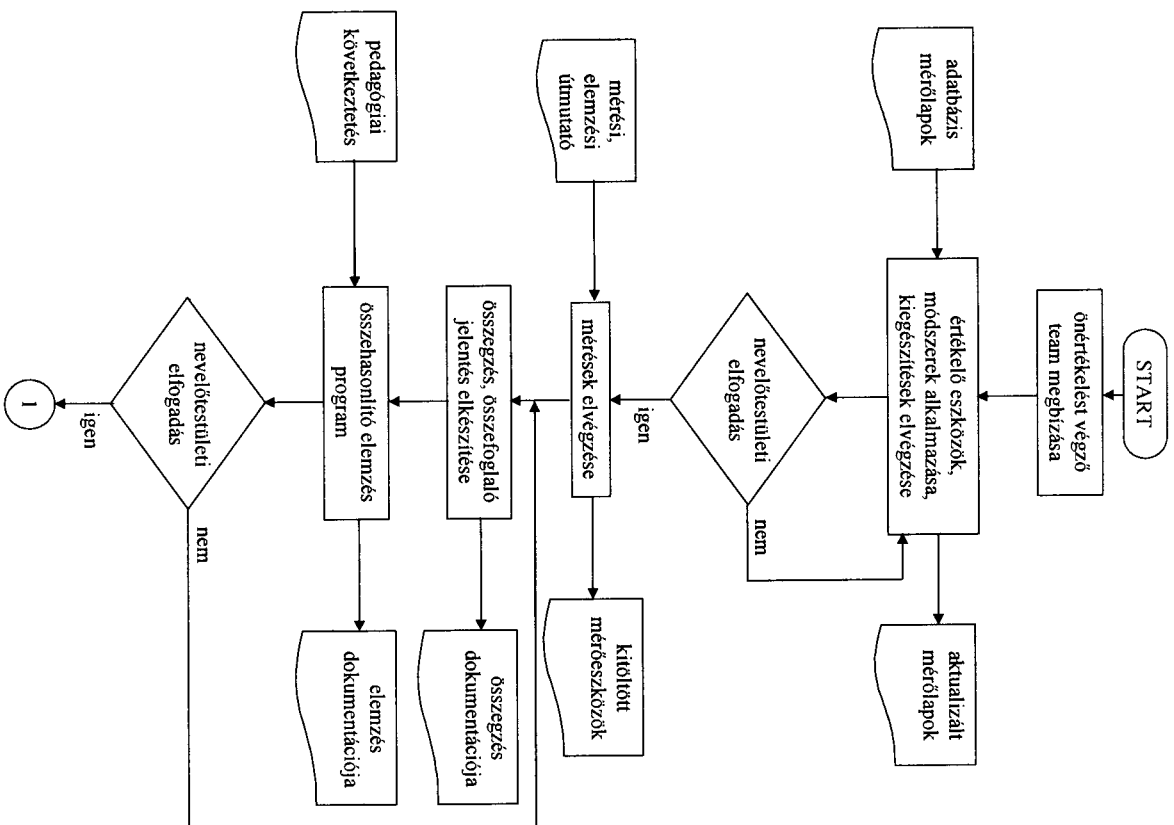 START
önértékelést végző
team megbízása
adatbázis
mérőlapok
értékelő eszközök,
módszerek alkalmazása,
kiegészítések elvégzése
aktualizált
mérőlapok
nevelőtestületi
elfogadás
nem
igen
mérési,
elemzési
útmutató
mérések elvégzése
kitöltött
mérőeszközök
összegzés, összefoglaló
jelentés elkészítése
összegzés
dokumentációja
pedagógiai
következtetés
összehasonlító elemzés
program
elemzés
dokumentációja
nevelőtestületi
elfogadás
nem
igen
1